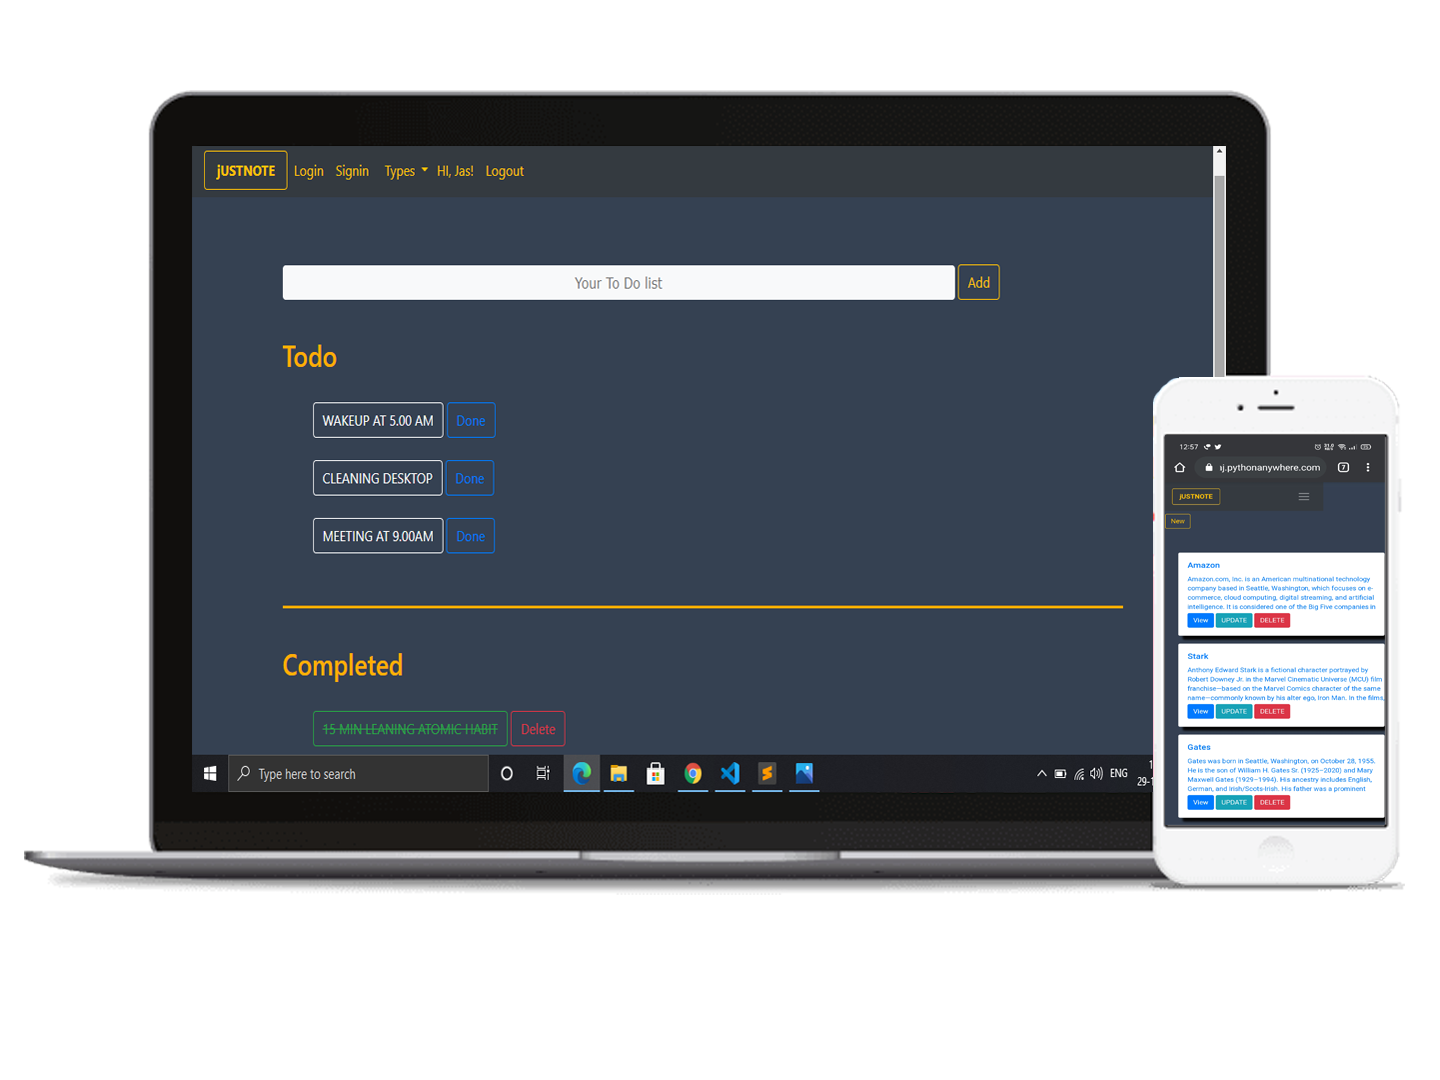 jUSTNOTE Login Signin Types HI, Jas! Logout
Your To Do list Add
Todo
WAKEUP AT 5.00 AM Done
CLEANING DESKTOP Done
MEETING AT 9.00AM Done
Completed
15 MIN LEANING ATOMIC HABIT Delete
Type here to search
ENG
29-1
12:57
.pythonanywhere.com 7
jUSTNOTE
New
Amazon
Amazon.com, Inc. is an American multinational technology
company based in Seattle, Washington, which focuses on e-
commerce, cloud computing, digital streaming, and artificial
intelligence. It is considered one of the Big Five companies in
View UPDATE DELETE
Stark
Anthony Edward Stark is a fictional character portrayed by
Robert Downey Jr. in the Marvel Cinematic Universe (MCU) film
franchise—based on the Marvel Comics character of the same
name—commonly known by his alter ego, Iron Man. In the films,
View UPDATE DELETE
Gates
Gates was born in Seattle, Washington, on October 28, 1955.
He is the son of William H. Gates Sr. (1925–2020) and Mary
Maxwell Gates (1929–1994). His ancestry includes English,
German, and Irish/Scots-Irish. His father was a prominent
View UPDATE DELETE